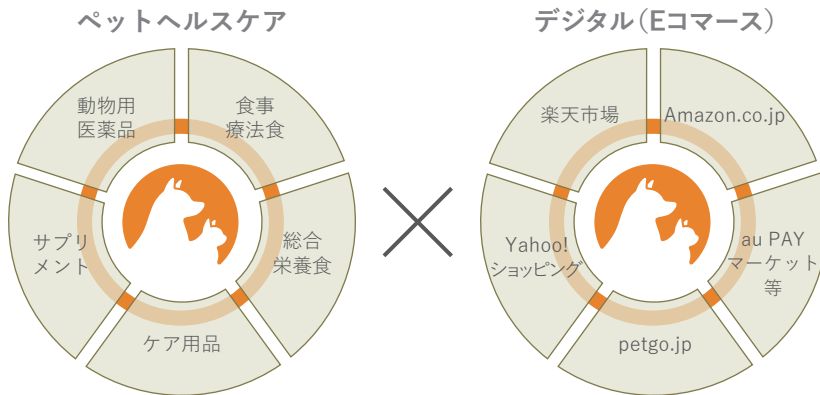 ペットヘルスケア
動物用
医薬品
食事
療法食
サプリ
メント
総合
栄養食
ケア用品
デジタル(Eコマース)
楽天市場
Amazon.co.jp
Yahoo!
ショッピング
au PAY
マーケット
等
petgo.jp